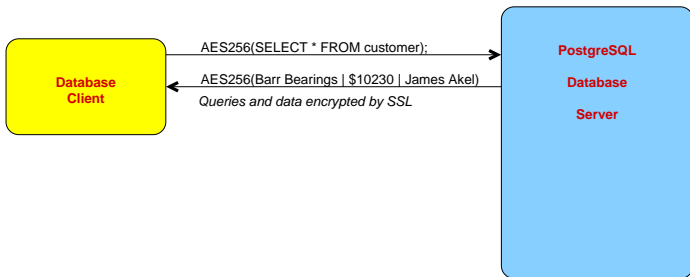 AES256(SELECT * FROM customer);
PostgreSQL
Database
Client
AES256(Barr Bearings | $10230 | James Akel)
Database
Queries and data encrypted by SSL
Server